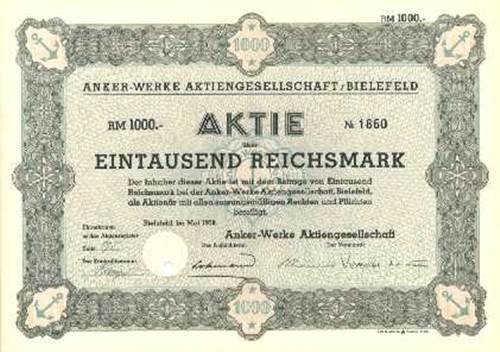 RM 1000.-
1000
ANKER-WERKE AKTIENGESELLSCHAFT / BIELEFELD
RM 1000.- AKTIE № 1860
über
EINTAUSEND REICHSMARK
Der Inhaber dieser Aktie ist mit dem Betrage von Eintausend
Reichsmark bei der Anker-Werke Aktiengesellschaft, Bielefeld,
als Aktionär mit allen satzungsmäßigen Rechten und Pflichten
beteiligt.
Bielefeld, im Mai
Anker-Werke Aktiengesellschaft
Der Aufsichtsrat: Der Vorstand:
1000